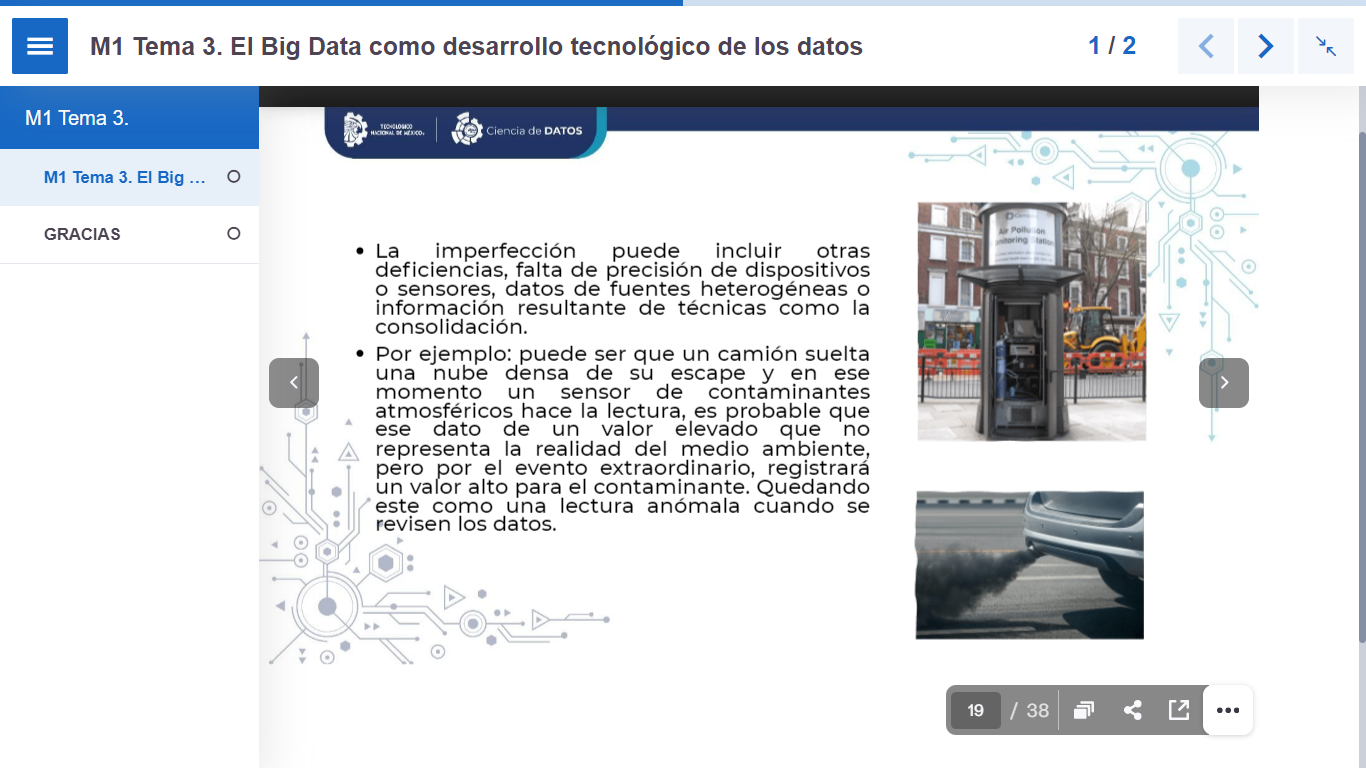 M1 Tema 3. El Big Data como desarrollo tecnológico de los datos
1 / 2
M1 Tema 3.
M1 Tema 3. El Big ...
GRACIAS
TECNOLÓGICO
NACIONAL DE MÉXICO
Ciencia de DATOS
Air Pollution
Monitoring Station
• La imperfección puede incluir otras
deficiencias, falta de precisión de dispositivos
o sensores, datos de fuentes heterogéneas o
información resultante de técnicas como la
consolidación.
• Por ejemplo: puede ser que un camión suelta
una nube densa de su escape y en ese
momento un sensor de contaminantes
atmosféricos hace la lectura, es probable que
ese dato de un valor elevado que no
representa la realidad del medio ambiente,
pero por el evento extraordinario, registrará
un valor alto para el contaminante. Quedando
este como una lectura anómala cuando se
revisen los datos.
19 / 38